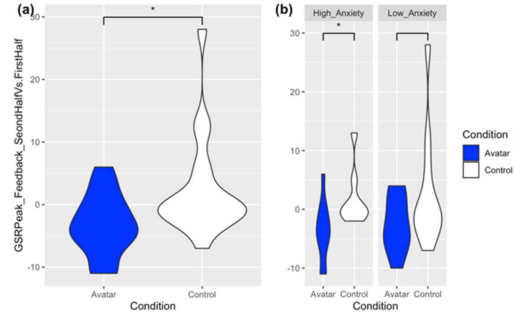 (a)
*
GSRPeak_Feedback_SeondHalfVs.FirstHalf
30
20
10
0
-10
Avatar Control
Condition
(b)
High_Anxiety Low_Anxiety
*
30
20
10
0
-10
Avatar Control Avatar Control
Condition
Condition
Avatar
Control